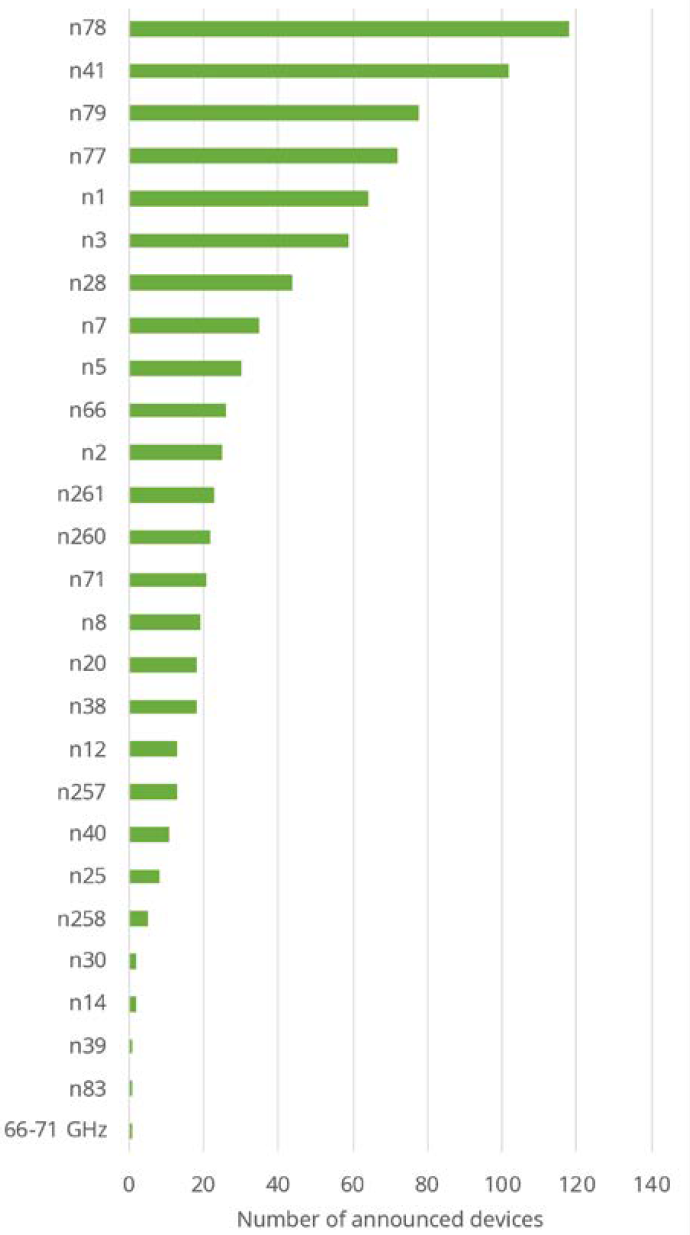 n78
n41
n79
n77
n1
n3
n28
n7
n5
n66
n2
n261
n260
n71
n8
n20
n38
n12
n257
n40
n25
n258
n30
n14
n39
n83
66-71 GHz
0 20 40 60 80 100 120 140
Number of announced devices